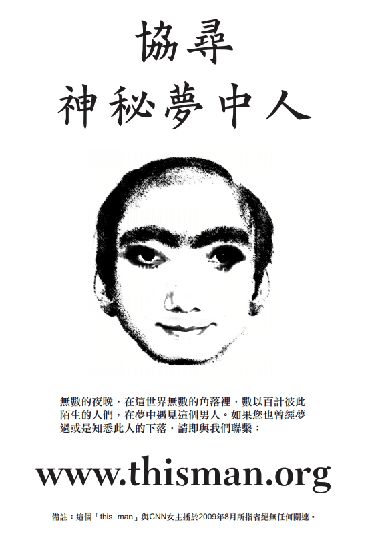 協尋
神秘夢中人
無數的夜晚，在這世界無數的角落裡，數以百計彼此
陌生的人們，在夢中遇見這個男人。如果您也曾經夢
過或是知悉此人的下落，請即與我們聯繫：
www.thisman.org
備註：這個「this man」與CNN女主播於2009年8月所指者是無任何關連。